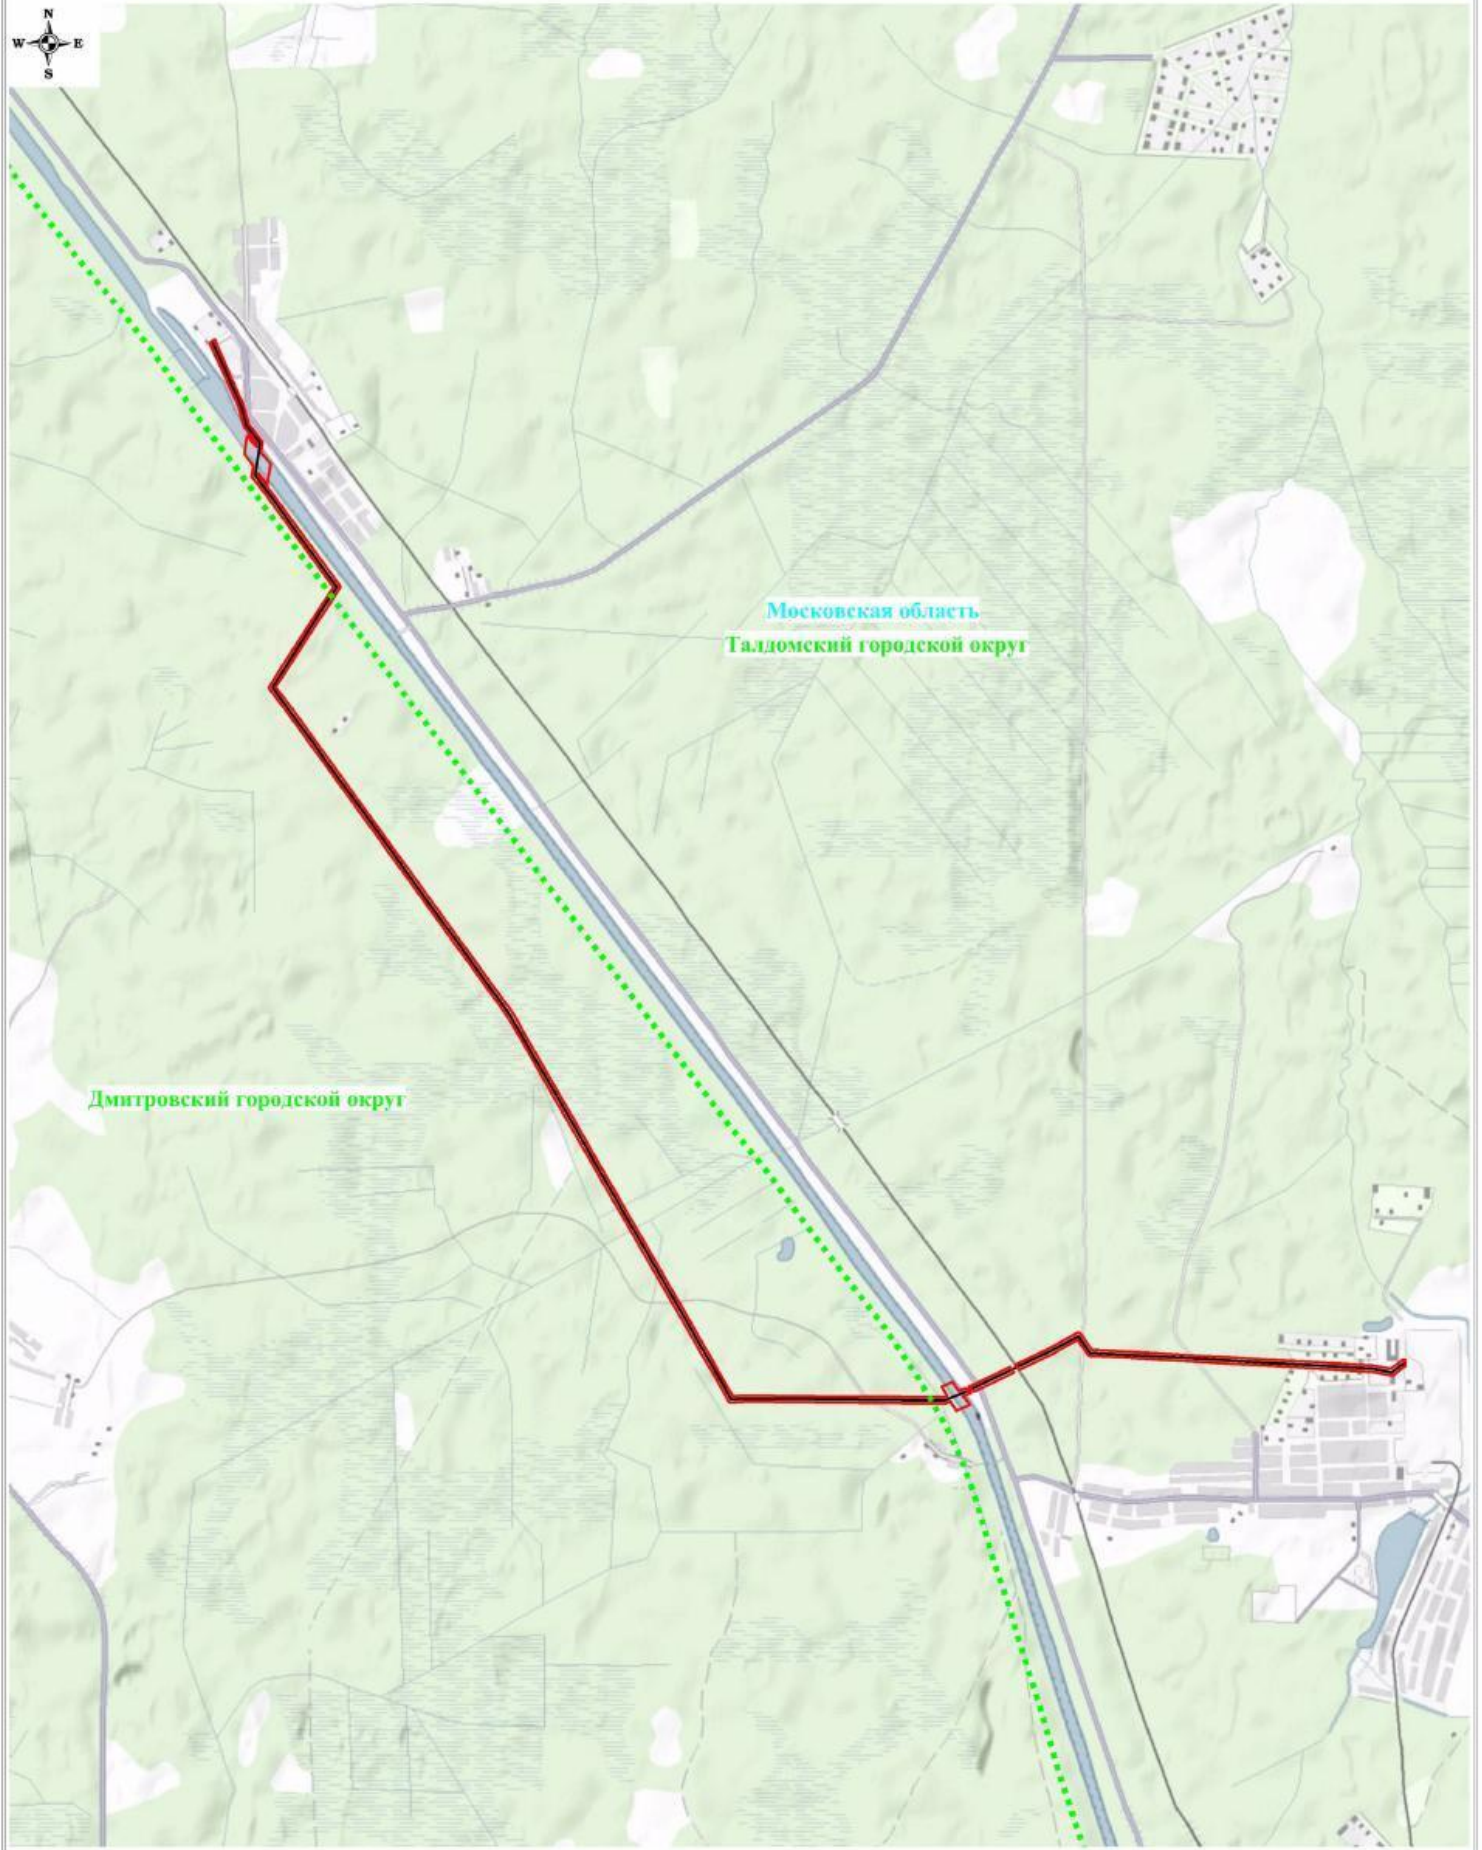 N
W E
S
Московская область
Талдомский городской округ
Дмитровский городской округ